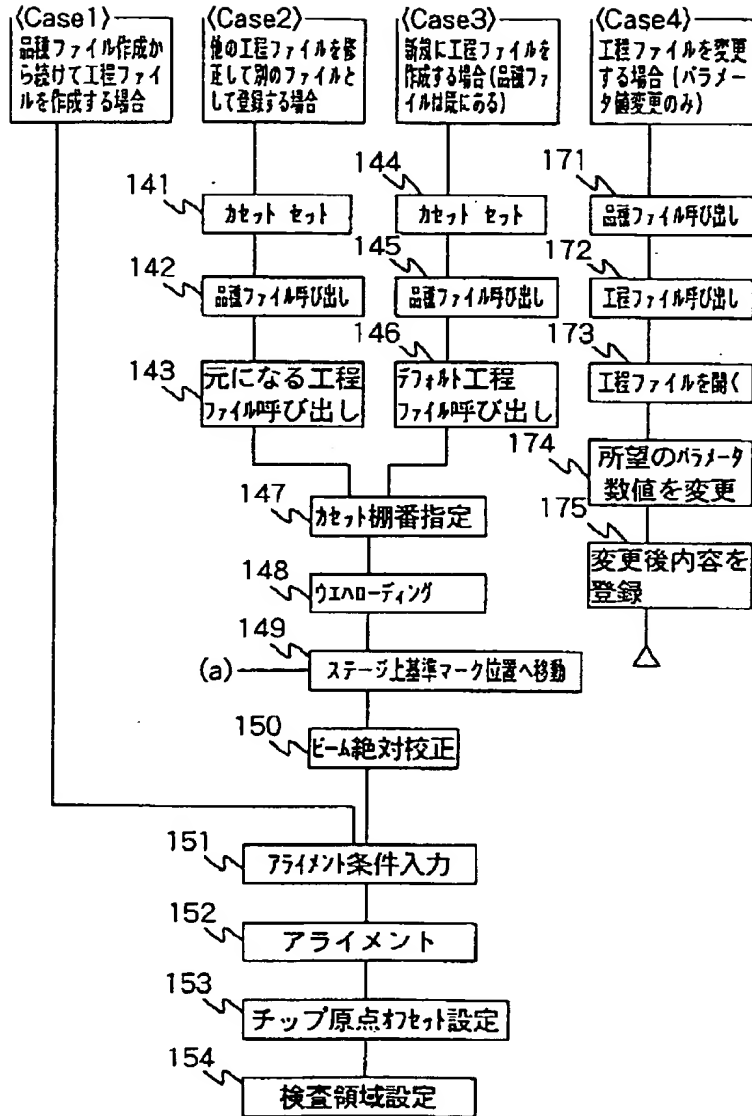 〈Case1〉
品種ファイル作成か
ら続けて工程ファイ
ルを作成する場合
〈Case2〉
他の工程ファイルを修
正して別のファイルと
して登録する場合
〈Case3〉
新規に工程ファイルを
作成する場合(品種ファ
イルは既にある)
〈Case4〉
工程ファイルを変更
する場合(パラメー
タ値変更のみ)
141
カセット セット
144
カセット セット
171
品種ファイル呼び出し
142
品種ファイル呼び出し
145
品種ファイル呼び出し
172
工程ファイル呼び出し
143
元になる工程
ファイル呼び出し
146
デフォルト工程
ファイル呼び出し
173
工程ファイルを開く
174
所望のパラメータ
数値を変更
147
カセット棚番指定
175
変更後内容を
登録
148
ウエハローディング
149
(a)
ステージ上基準マーク位置へ移動
150
ビーム絶対校正
151
アライメント条件入力
152
アライメント
153
チップ原点オフセット設定
154
検査領域設定